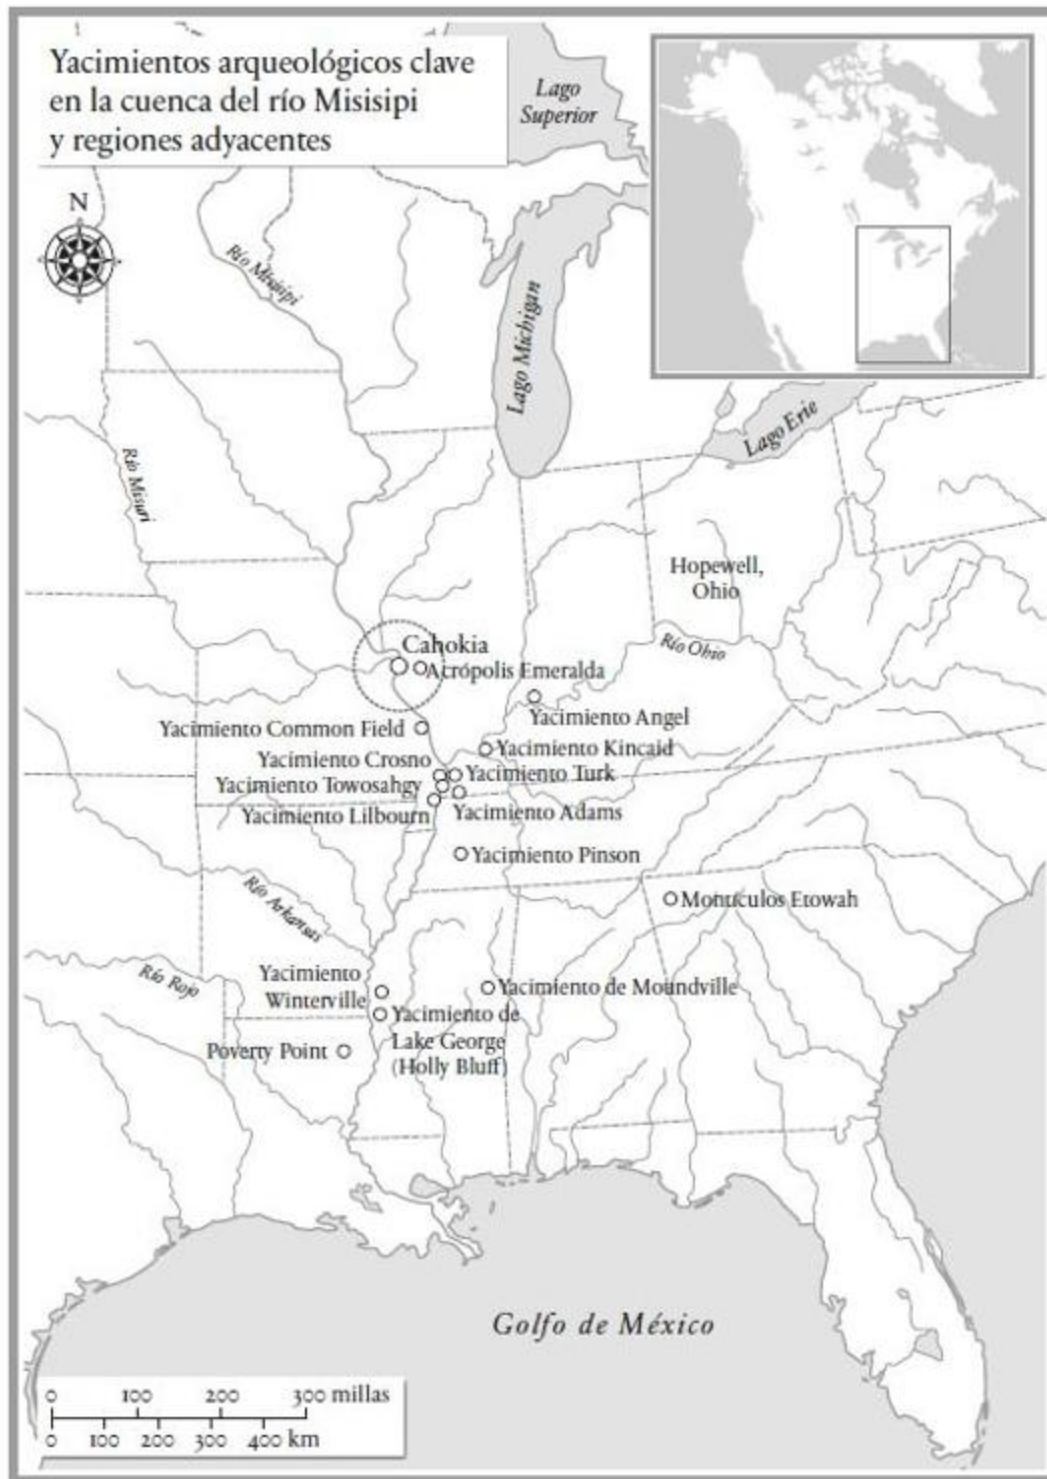 Yacimientos arqueológicos clave
en la cuenca del río Misisipi
y regiones adyacentes
Lago
Superior
N
Río Misisipi
Lago Michigan
Lago Erie
Río Misuri
Hopewell,
Ohio
Río Ohio
Cahokia
Acrópolis Emeralda
Yacimiento Angel
Yacimiento Common Field
Yacimiento Kincaid
Yacimiento Crosno
Yacimiento Turk
Yacimiento Towosahgy
Yacimiento Lilbourn
Yacimiento Adams
Yacimiento Pinson
Montículos Etowah
Río Arkansas
Río Rojo
Yacimiento
Winterville
Yacimiento de Moundville
Yacimiento de
Lake George
(Holly Bluff)
Poverty Point
Golfo de México
0 100 200 300 millas
0 100 200 300 400 km